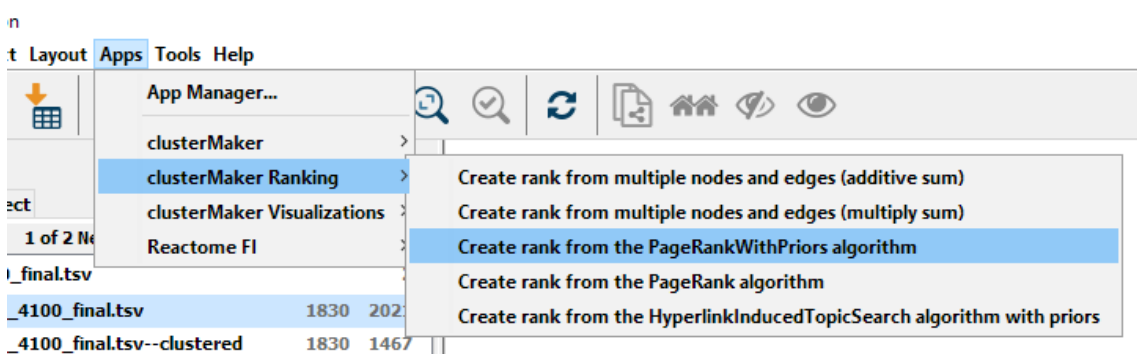 on
t Layout Apps Tools Help
App Manager...
clusterMaker >
clusterMaker Ranking >
Create rank from multiple nodes and edges (additive sum)
ect
clusterMaker Visualizations >
Create rank from multiple nodes and edges (multiply sum)
1 of 2 Ne
Reactome FI >
Create rank from the PageRankWithPriors algorithm
)_final.tsv
Create rank from the PageRank algorithm
_4100_final.tsv 1830 202
Create rank from the HyperlinkInducedTopicSearch algorithm with priors
_4100_final.tsv--clustered 1830 1467